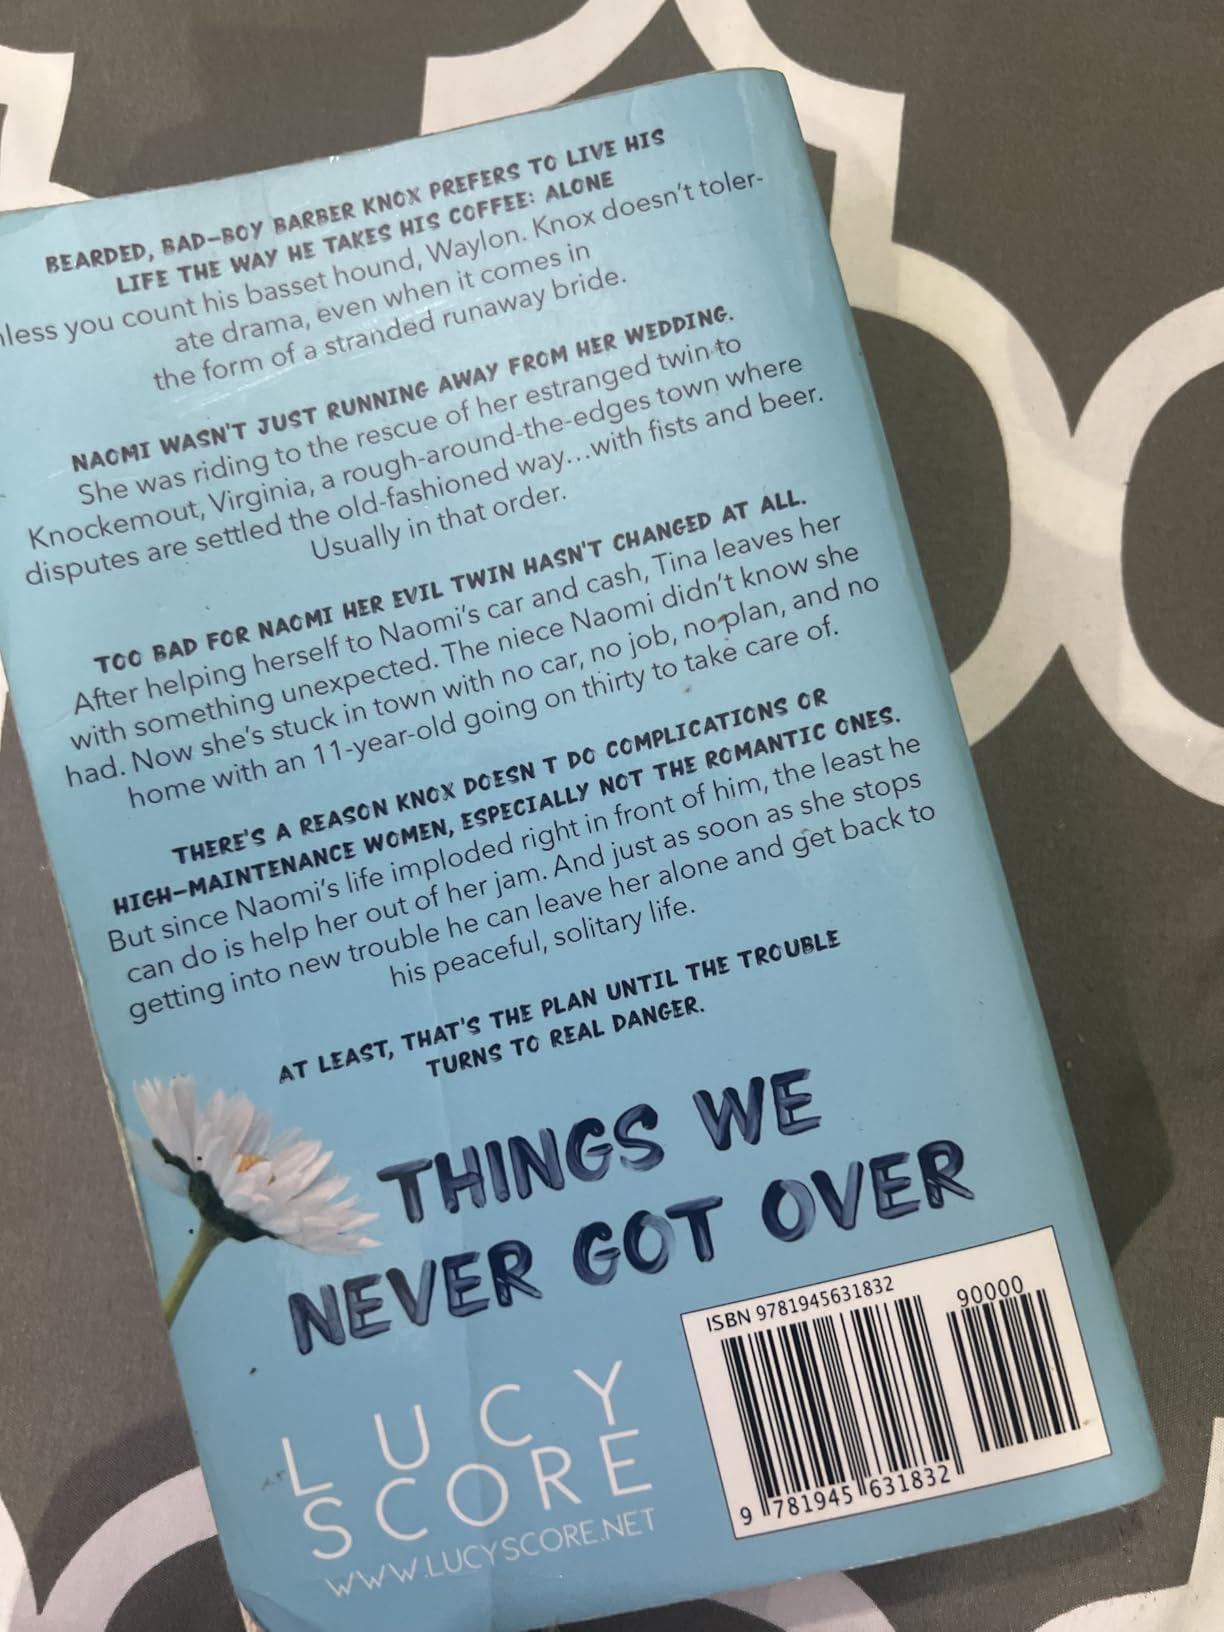 BEARDED, BAD-BOY BARBER KNOX PREFERS TO LIVE HIS
LIFE THE WAY HE TAKES HIS COFFEE: ALONE
you count his basset hound, Waylon. Knox doesn't toler-
ate drama, even when it comes in
the form of a stranded runaway bride.
NAOMI WASN'T JUST RUNNING AWAY FROM HER WEDDING.
She was riding to the rescue of her estranged twin to
Knockemout, Virginia, a rough-around-the-edges town where
disputes are settled the old-fashioned way...with fists and beer.
Usually in that order.
TOO BAD FOR NAOMI HER EVIL TWIN HASN'T CHANGED AT ALL.
After helping herself to Naomi's car and cash, Tina leaves her
with something unexpected. The niece Naomi didn't know she
had. Now she's stuck in town with no car, no job, no plan, and no
home with an 11-year-old going on thirty to take care of.
THERE'S A REASON KNOX DOESN T DO COMPLICATIONS OR
HIGH-MAINTENANCE WOMEN, ESPECIALLY NOT THE ROMANTIC ONES.
But since Naomi's life imploded right in front of him, the least he
can do is help her out of her jam. And just as soon as she stops
getting into new trouble he can leave her alone and get back to
his peaceful, solitary life.
AT LEAST, THAT'S THE PLAN UNTIL THE TROUBLE
TURNS TO REAL DANGER.
THINGS WE
NEVER GOT OVER
LUCY
SCORE
WWW.LUCYSCORE.NET
ISBN 9781945631832
90000
9 781945 631832